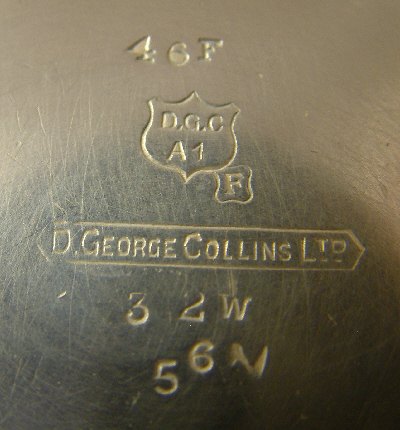 46F
D.G.C
A1
F
D. GEORGE COLLINS LTD
3 2W
56N